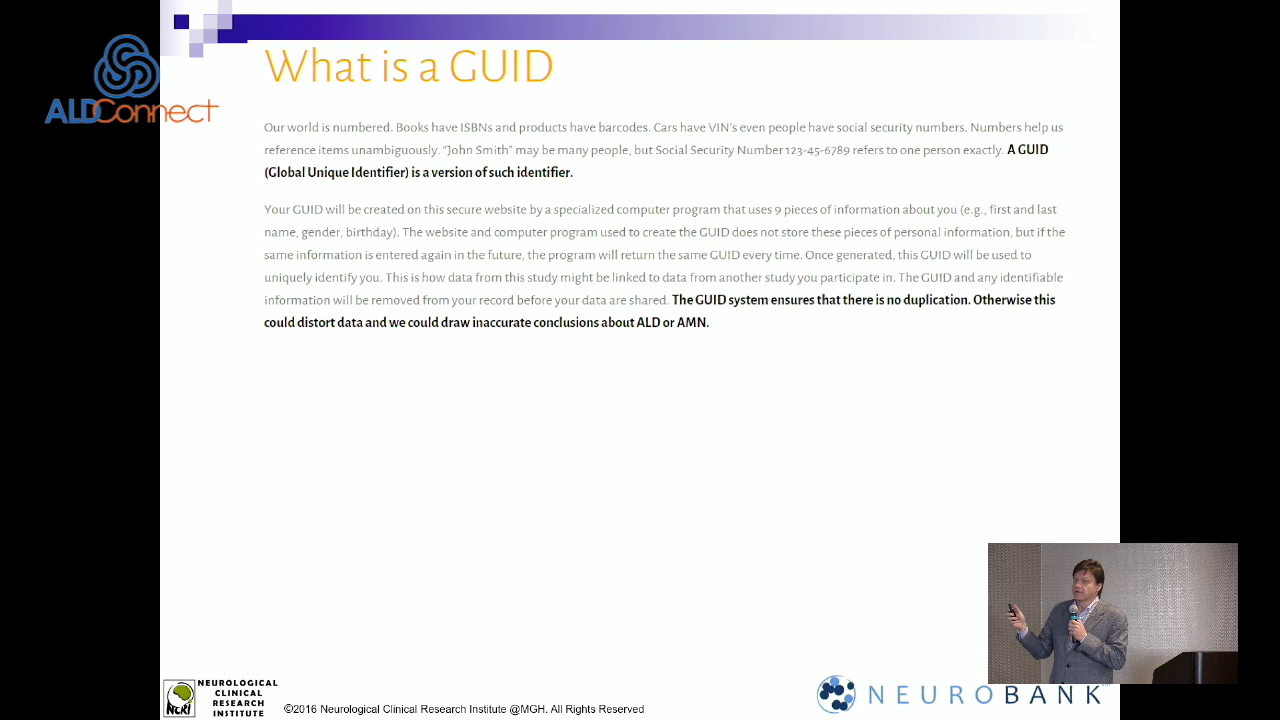 What is a GUID
ALDConnect
Our world is numbered. Books have ISBNs and products have barcodes. Cars have VIN's even people have social security numbers. Numbers help us
reference items unambiguously. "John Smith" may be many people, but Social Security Number 123-45-6789 refers to one person exactly. A GUID
(Global Unique Identifier) is a version of such identifier.
Your GUID will be created on this secure website by a specialized computer program that uses 9 pieces of information about you (e.g., first and last
name, gender, birthday). The website and computer program used to create the GUID does not store these pieces of personal information, but if the
same information is entered again in the future, the program will return the same GUID every time. Once generated, this GUID will be used to
uniquely identify you. This is how data from this study might be linked to data from another study you participate in. The GUID and any identifiable
information will be removed from your record before your data are shared. The GUID system ensures that there is no duplication. Otherwise this
could distort data and we could draw inaccurate conclusions about ALD or AMN.
NCRI
NEUROLOGICAL
CLINICAL
RESEARCH
INSTITUTE
©2016 Neurological Clinical Research Institute @MGH. All Rights Reserved
NEUROBANK